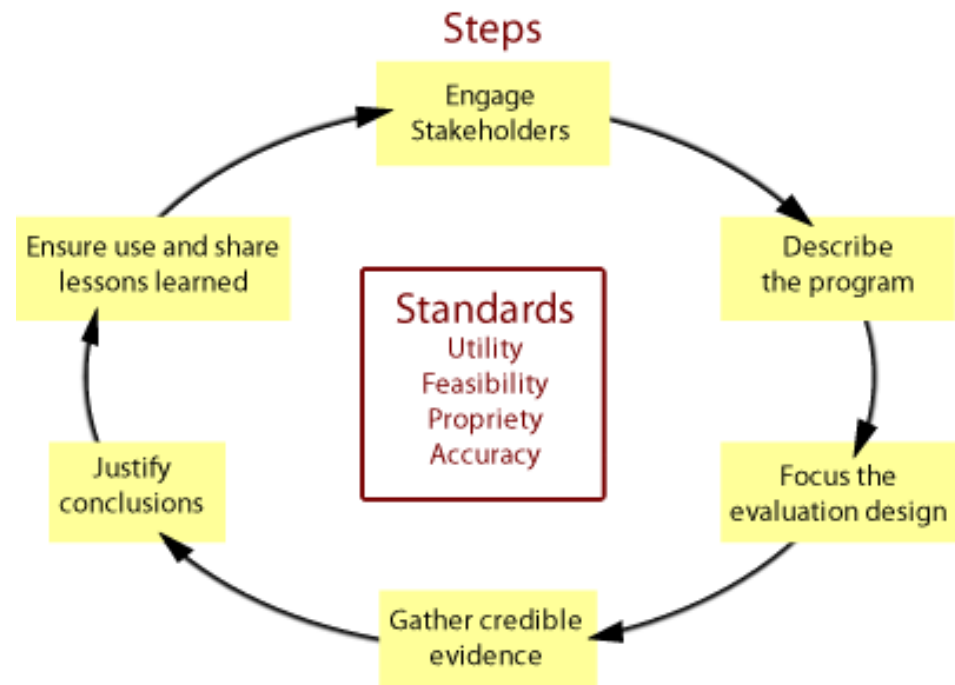 Steps
Engage
Stakeholders
Describe
the program
Focus the
evaluation design
Gather credible
evidence
Justify
conclusions
Ensure use and share
lessons learned
Standards
Utility
Feasibility
Propriety
Accuracy